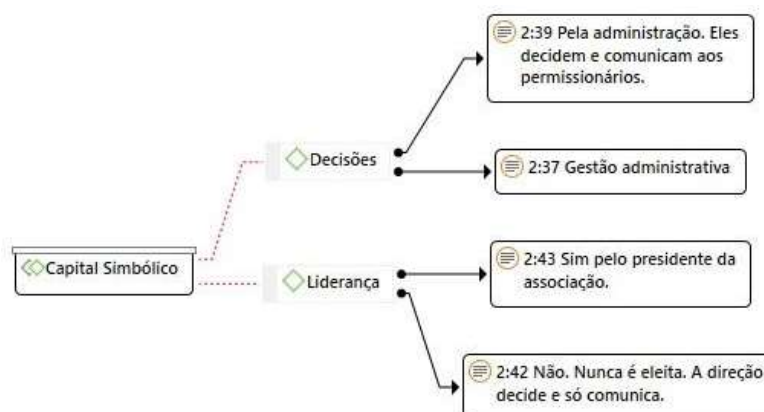 2:39 Pela administração. Eles
decidem e comunicam aos
permissionários.
Decisões
2:37 Gestão administrativa
Capital Simbólico
2:43 Sim pelo presidente da
associação.
Liderança
2:42 Não. Nunca é eleita. A direção
decide e só comunica.